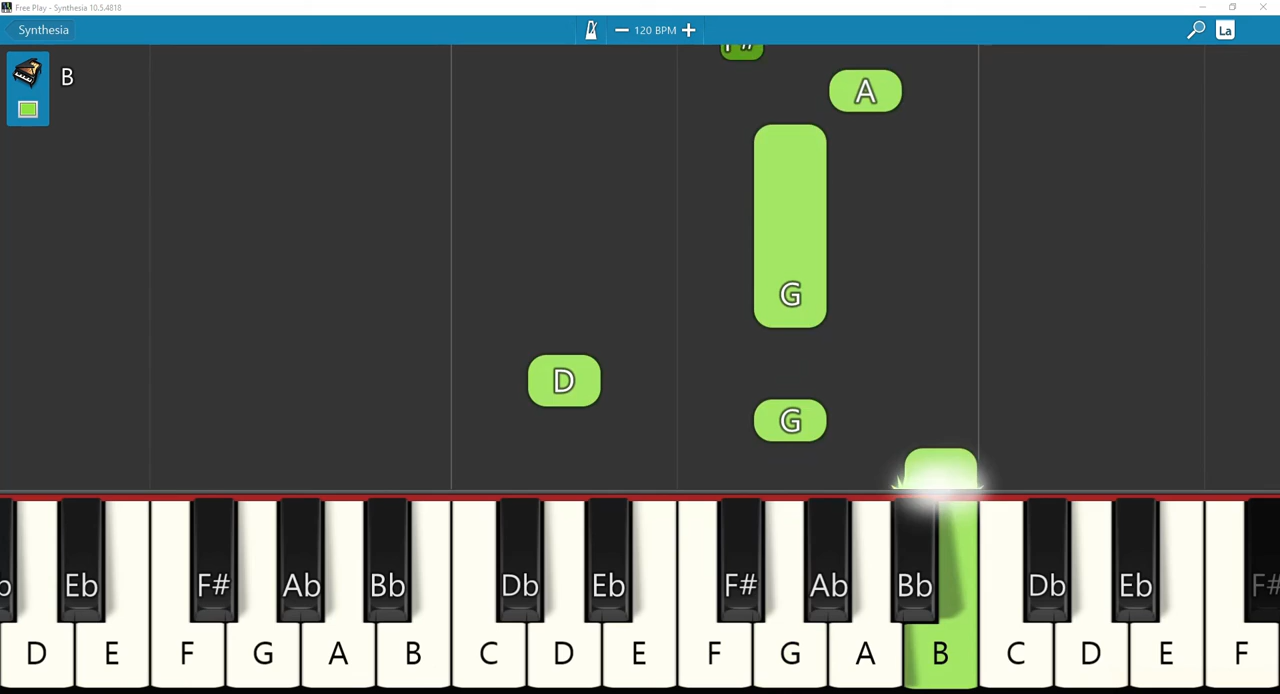 Free Play - Synthesia 10.5.4818
Synthesia
120 BPM
La
B
F#
A
G
D
G
Eb F# Ab Bb Db Eb F# Ab Bb Db Eb F#
D E F G A B C D E F G A B C D E F